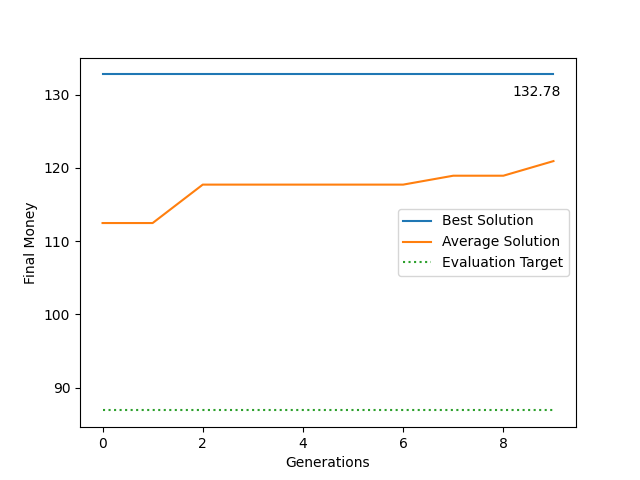 130
132.78
120
Final Money
110
Best Solution
Average Solution
Evaluation Target
100
90
0
2
4
6
8
Generations